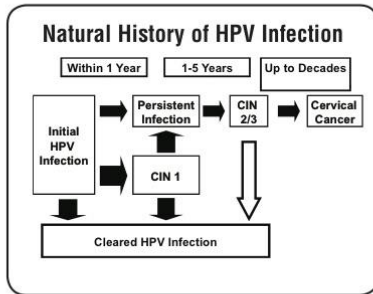 Natural History of HPV Infection
Within 1 Year
1-5 Years
Up to Decades
Initial
HPV
Infection
Persistent
Infection
CIN
2/3
Cervical
Cancer
CIN 1
Cleared HPV Infection